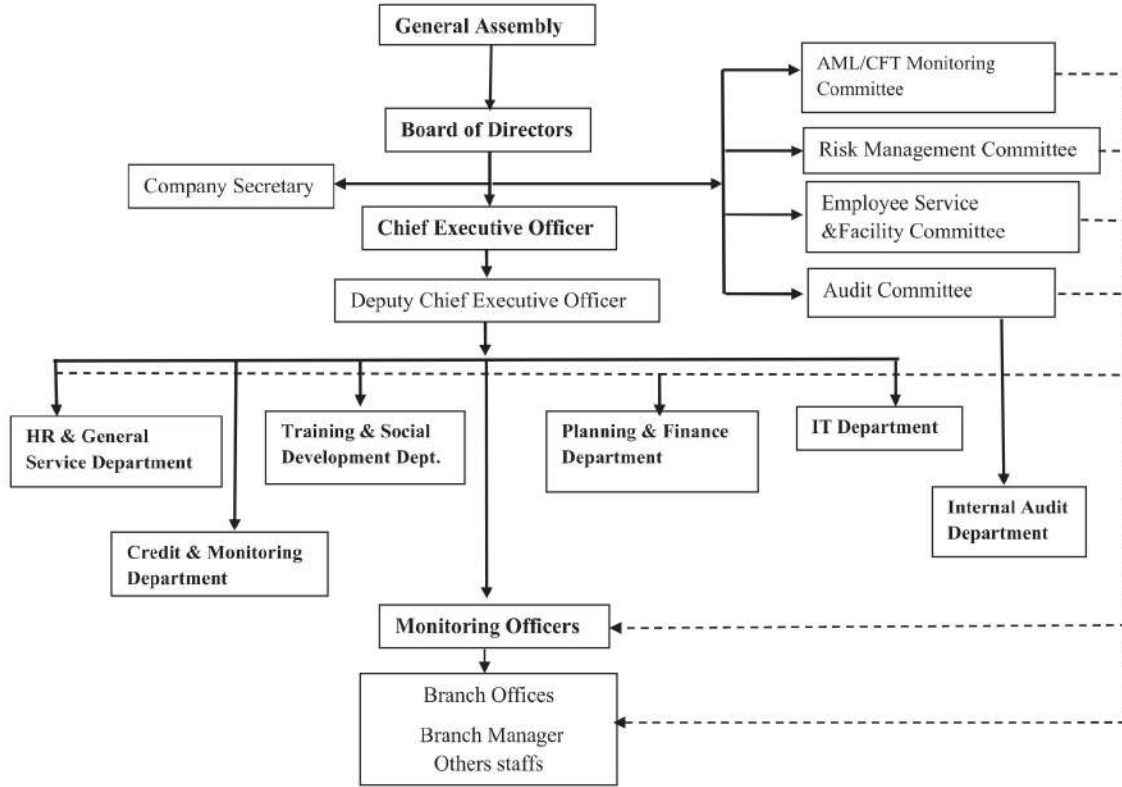 General Assembly
AML/CFT Monitoring
Committee
Board of Directors
Risk Management Committee
Company Secretary
Employee Service
&Facility Committee
Chief Executive Officer
Audit Committee
Deputy Chief Executive Officer
HR & General
Service Department
Training & Social
Development Dept.
Planning & Finance
Department
IT Department
Internal Audit
Department
Credit & Monitoring
Department
Monitoring Officers
Branch Offices
Branch Manager
Others staffs